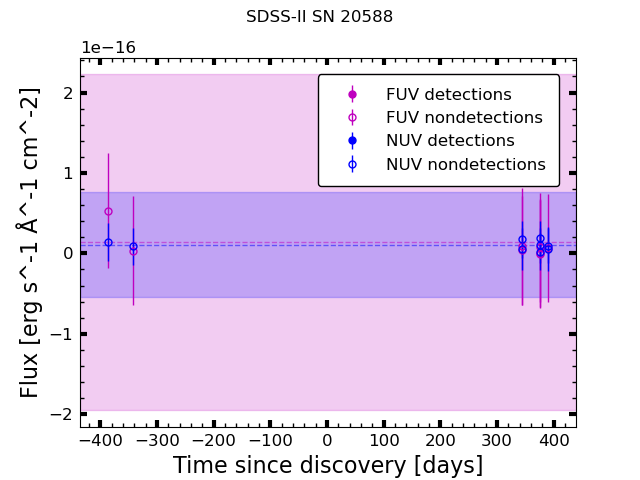 SDSS-II SN 20588
1e−16
FUV detections
FUV nondetections
NUV detections
NUV nondetections
2
1
0
−1
−2
Flux [erg s^-1 Å^-1 cm^-2]
−400 −300 −200 −100 0 100 200 300 400
Time since discovery [days]